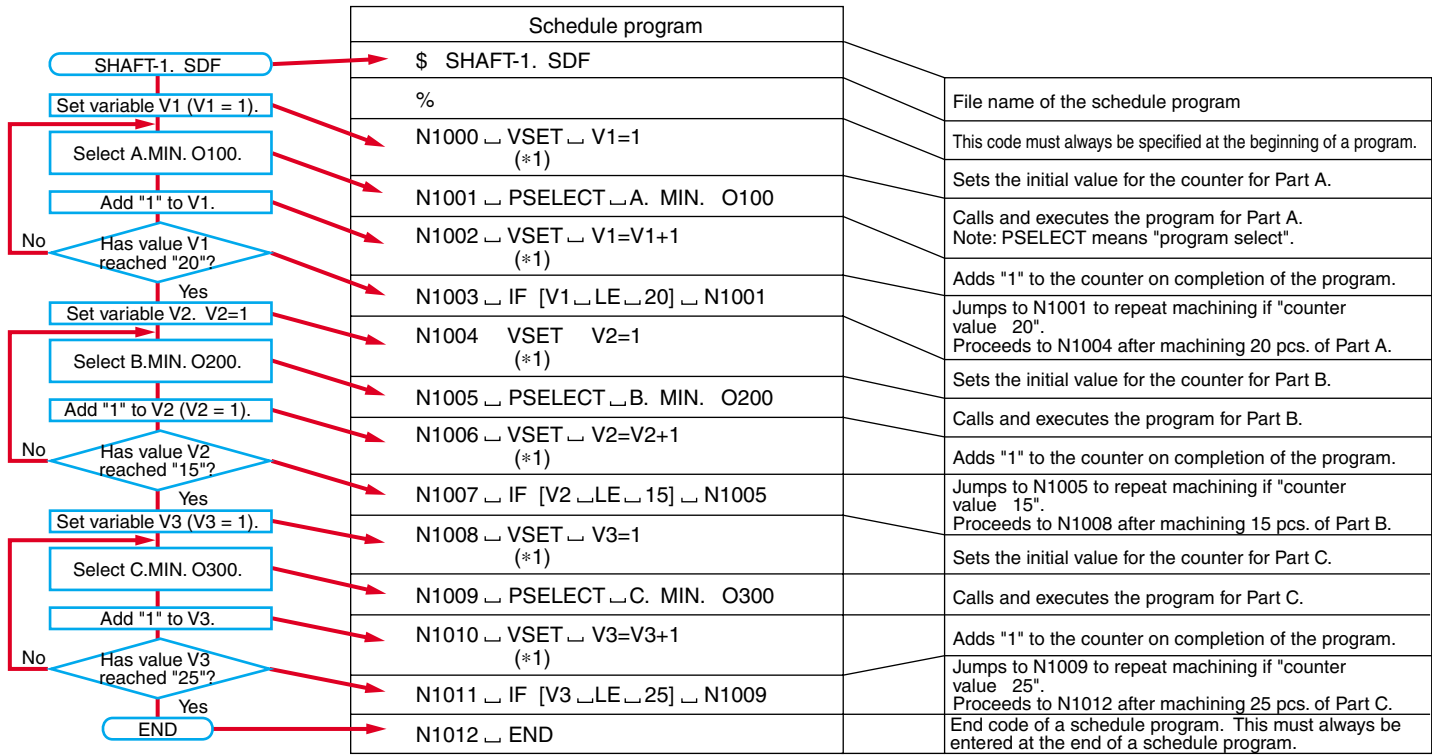 SHAFT-1. SDF
Set variable V1 (V1 = 1).
Select A.MIN. O100.
Add "1" to V1.
No
Has value V1
reached "20"?
Yes
Set variable V2. V2=1
Select B.MIN. O200.
Add "1" to V2 (V2 = 1).
No
Has value V2
reached "15"?
Yes
Set variable V3 (V3 = 1).
Select C.MIN. O300.
Add "1" to V3.
No
Has value V3
reached "25"?
Yes
END
Schedule program
$ SHAFT-1. SDF
%
N1000 ⎵ VSET ⎵ V1=1
(*1)
N1001 ⎵ PSELECT ⎵ A. MIN. O100
N1002 ⎵ VSET ⎵ V1=V1+1
(*1)
N1003 ⎵ IF [V1 ⎵ LE ⎵ 20] ⎵ N1001
N1004 VSET V2=1
(*1)
N1005 ⎵ PSELECT ⎵ B. MIN. O200
N1006 ⎵ VSET ⎵ V2=V2+1
(*1)
N1007 ⎵ IF [V2 ⎵ LE ⎵ 15] ⎵ N1005
N1008 ⎵ VSET ⎵ V3=1
(*1)
N1009 ⎵ PSELECT ⎵ C. MIN. O300
N1010 ⎵ VSET ⎵ V3=V3+1
(*1)
N1011 ⎵ IF [V3 ⎵ LE ⎵ 25] ⎵ N1009
N1012 ⎵ END
File name of the schedule program
This code must always be specified at the beginning of a program.
Sets the initial value for the counter for Part A.
Calls and executes the program for Part A.
Note: PSELECT means "program select".
Adds "1" to the counter on completion of the program.
Jumps to N1001 to repeat machining if "counter
value 20".
Proceeds to N1004 after machining 20 pcs. of Part A.
Sets the initial value for the counter for Part B.
Calls and executes the program for Part B.
Adds "1" to the counter on completion of the program.
Jumps to N1005 to repeat machining if "counter
value 15".
Proceeds to N1008 after machining 15 pcs. of Part B.
Sets the initial value for the counter for Part C.
Calls and executes the program for Part C.
Adds "1" to the counter on completion of the program.
Jumps to N1009 to repeat machining if "counter
value 25".
Proceeds to N1012 after machining 25 pcs. of Part C.
End code of a schedule program. This must always be
entered at the end of a schedule program.